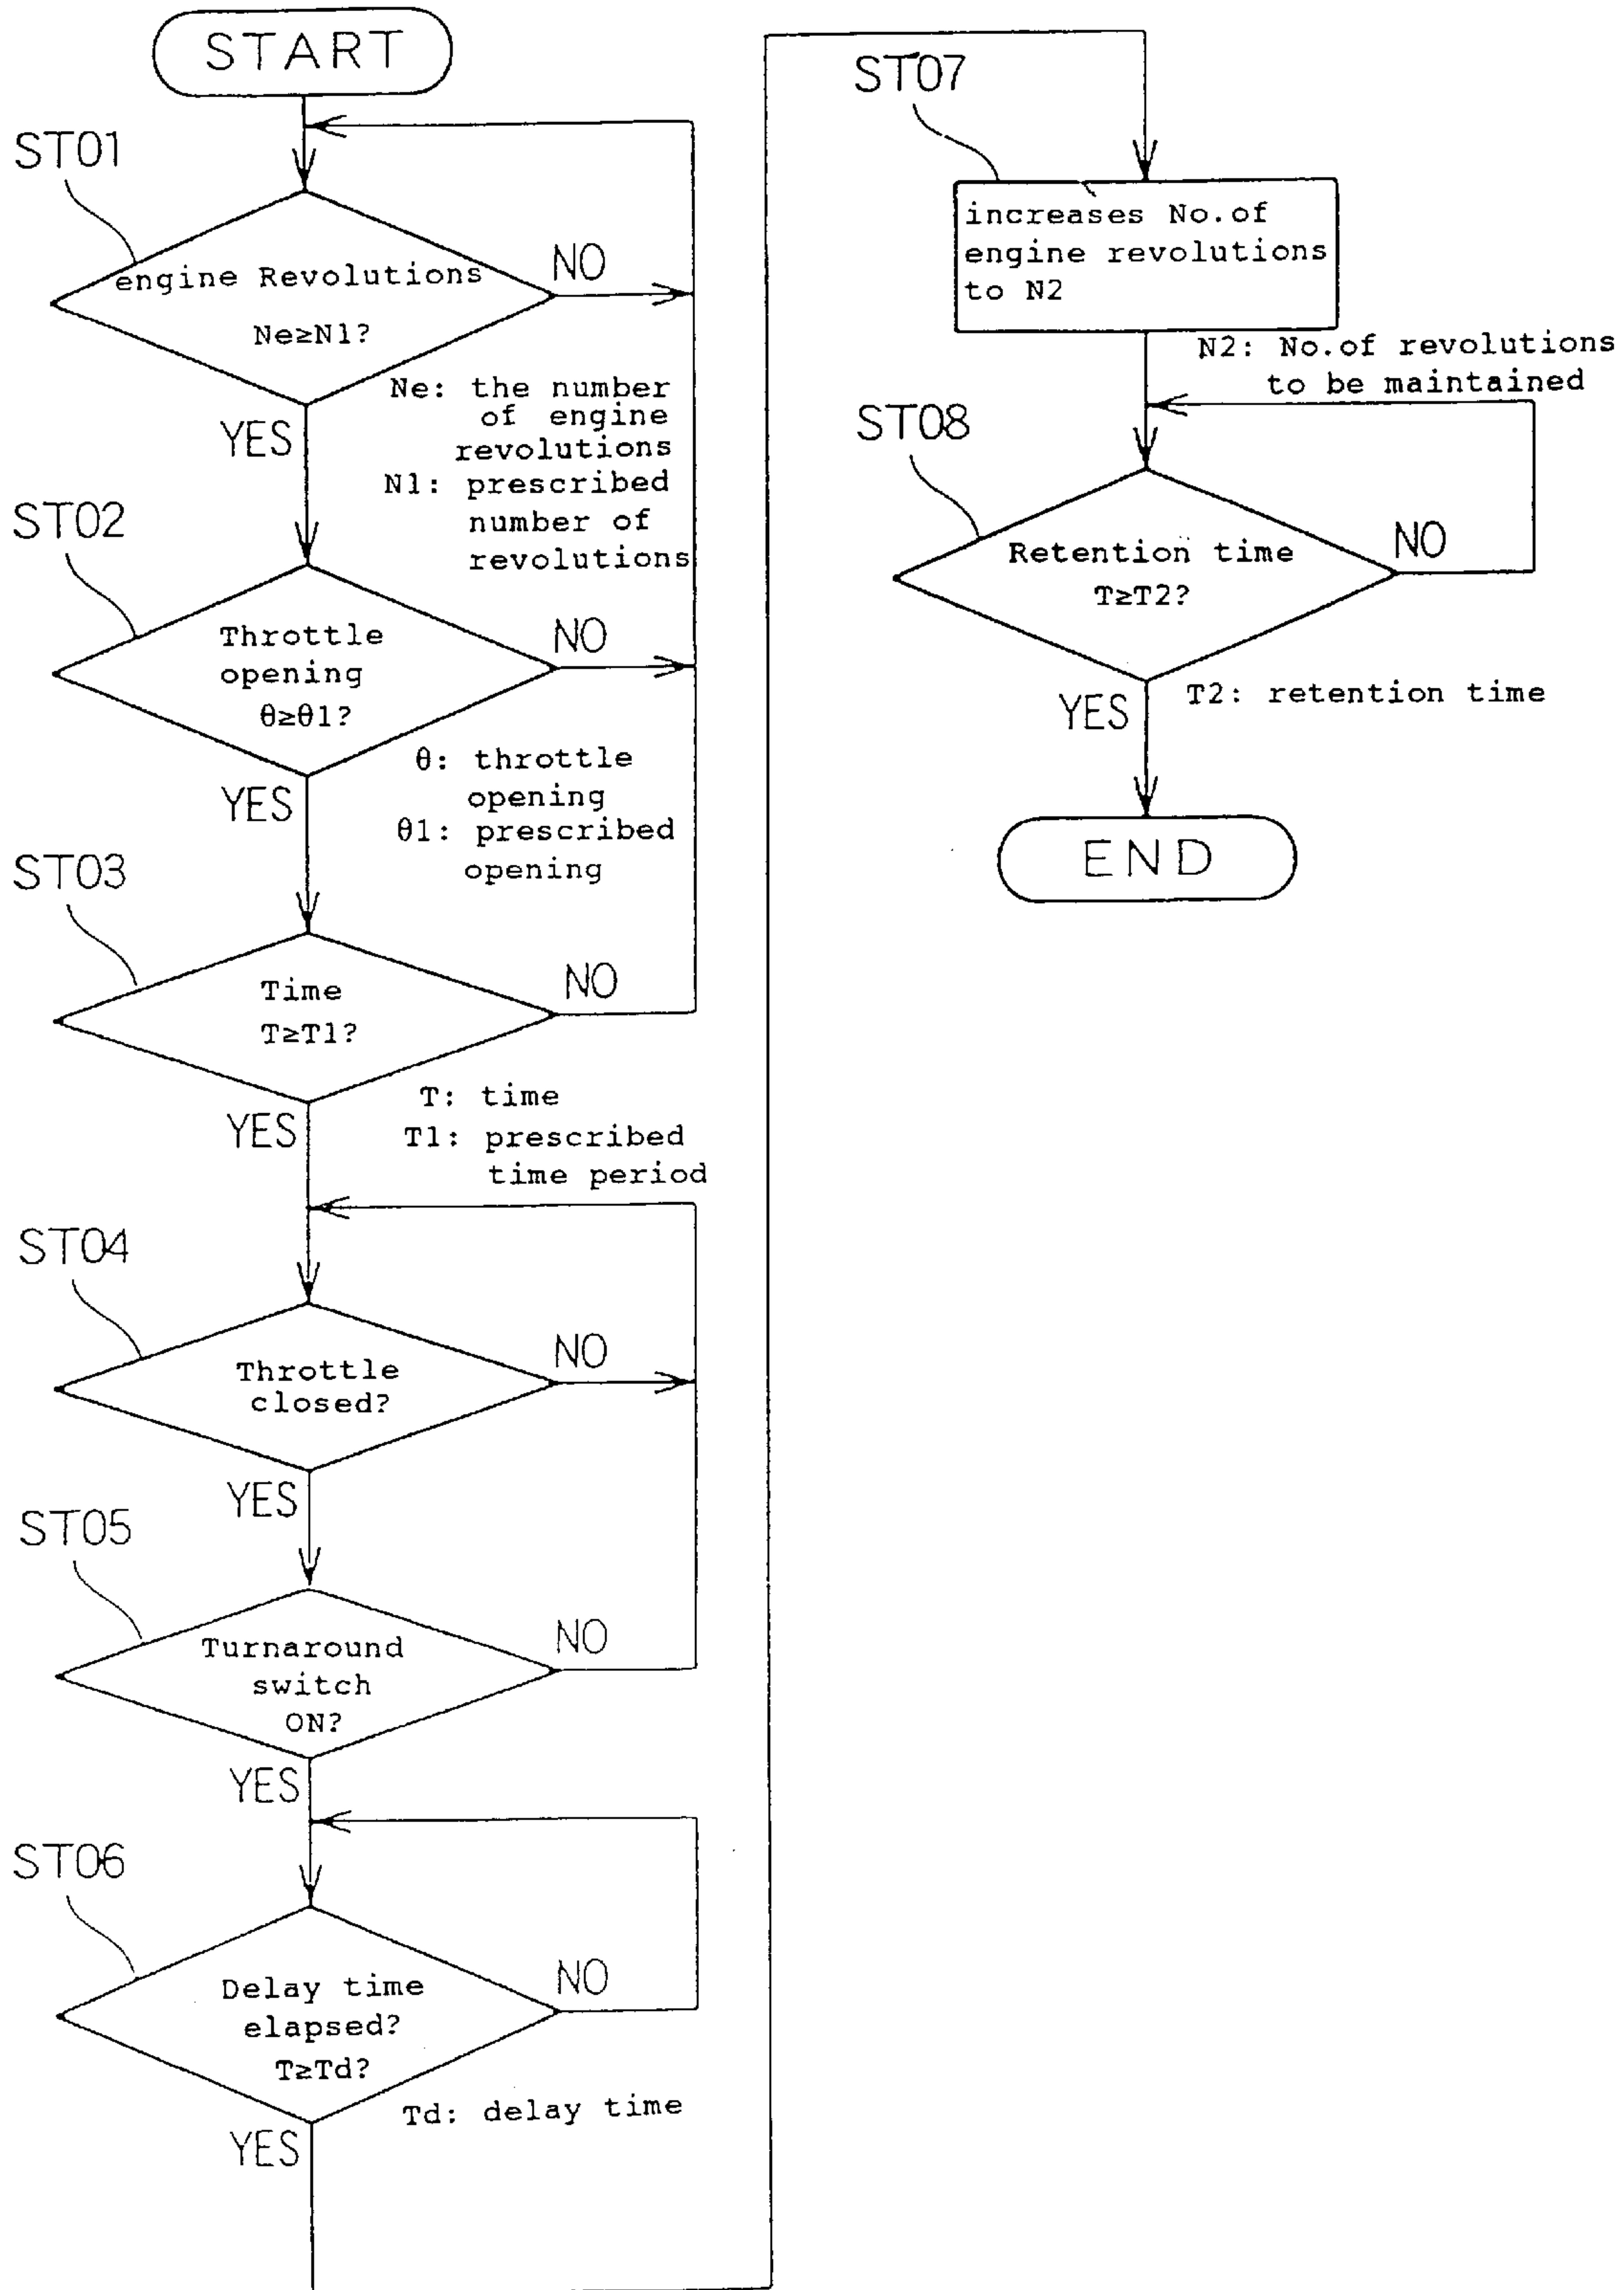 START
ST01
engine Revolutions
Ne≥N1?
NO
YES
Ne: the number
of engine
revolutions
N1: prescribed
number of
revolutions
ST02
Throttle
opening
θ≥θ1?
NO
YES
θ: throttle
opening
θ1: prescribed
opening
ST03
Time
T≥T1?
NO
YES
T: time
T1: prescribed
time period
ST04
Throttle
closed?
NO
YES
ST05
Turnaround
switch
ON?
NO
YES
ST06
Delay time
elapsed?
T≥Td?
NO
YES
Td: delay time
ST07
increases No.of
engine revolutions
to N2
N2: No.of revolutions
to be maintained
ST08
Retention time
T≥T2?
NO
YES
T2: retention time
END